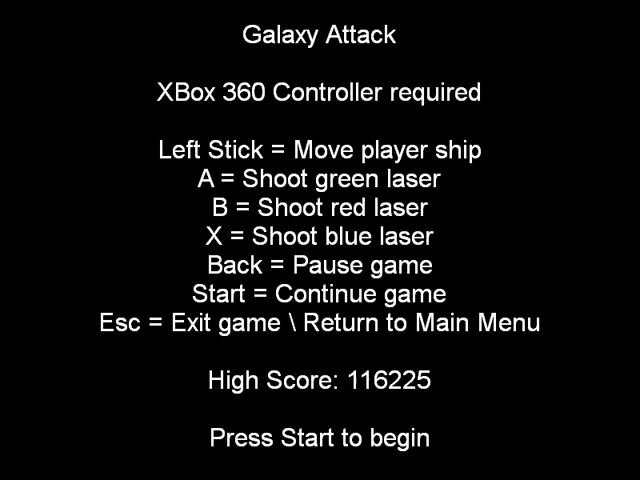 Galaxy Attack
XBox 360 Controller required
Left Stick = Move player ship
A = Shoot green laser
B = Shoot red laser
X = Shoot blue laser
Back = Pause game
Start = Continue game
Esc = Exit game \ Return to Main Menu
High Score: 116225
Press Start to begin